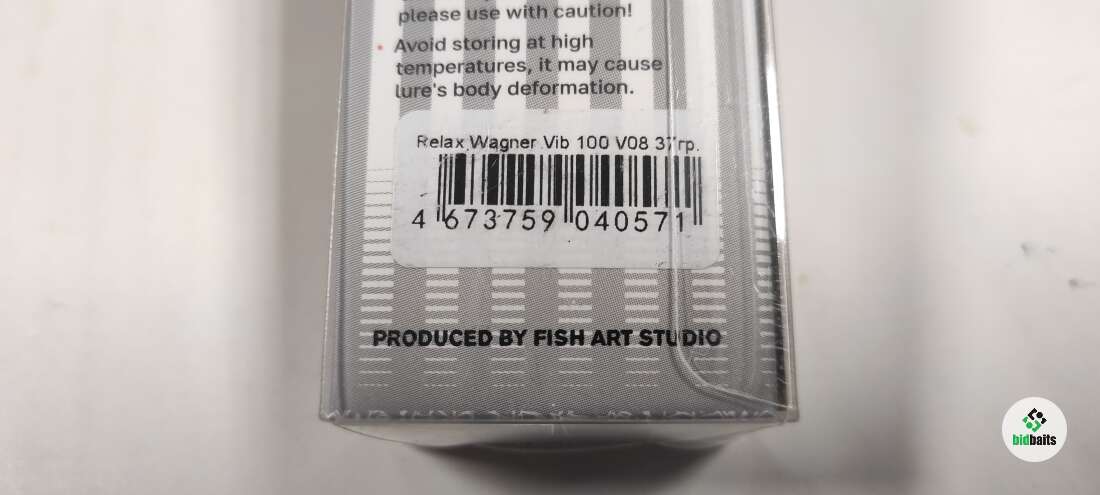 please use with caution!
• Avoid storing at high
temperatures, it may cause
lure's body deformation.
Relax Wagner Vib 100 V08 37гр.
4 673759 040571
PRODUCED BY FISH ART STUDIO
bidbaits